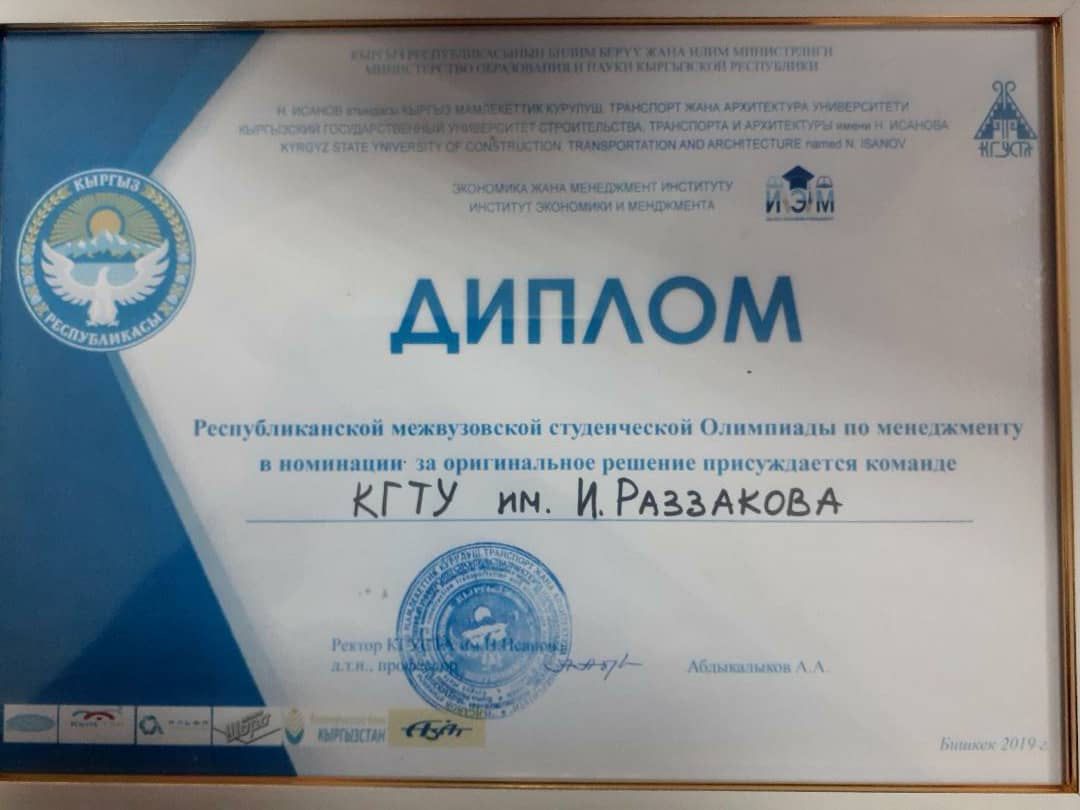 КЫРГЫЗ РЕСПУБЛИКАСЫНЫН БИЛИМ БЕРҮҮ ЖАНА ИЛИМ МИНИСТРЛИГИ
МИНИСТЕРСТВО ОБРАЗОВАНИЯ И НАУКИ КЫРГЫЗСКОЙ РЕСПУБЛИКИ
Н. ИСАНОВ атындагы КЫРГЫЗ МАМЛЕКЕТТИК КУРУЛУШ, ТРАНСПОРТ ЖАНА АРХИТЕКТУРА УНИВЕРСИТЕТИ
КЫРГЫЗСКИЙ ГОСУДАРСТВЕННЫЙ УНИВЕРСИТЕТ СТРОИТЕЛЬСТВА, ТРАНСПОРТА И АРХИТЕКТУРЫ имени Н. ИСАНОВА
KYRGYZ STATE YNIVERSITY OF CONSTRUCTION, TRANSPORTATION AND ARCHITECTURE named N. ISANOV
КГУСТА
ЭКОНОМИКА ЖАНА МЕНЕДЖМЕНТ ИНСТИТУТУ
ИНСТИТУТ ЭКОНОМИКИ И МЕНДЖМЕНТА
ИЭМ
КЫРГЫЗ
РЕСПУБЛИКАСЫ
ДИПЛОМ
Республиканской межвузовской студенческой Олимпиады по менеджменту
в номинации за оригинальное решение присуждается команде
КГТУ им. И. РАЗЗАКОВА
Ректор КГУСТА им.Н.Исанова
д.т.н., профессор
Абдыкалыков А.А.
КЫРГЫЗСТАН
Бишкек 2019 г.